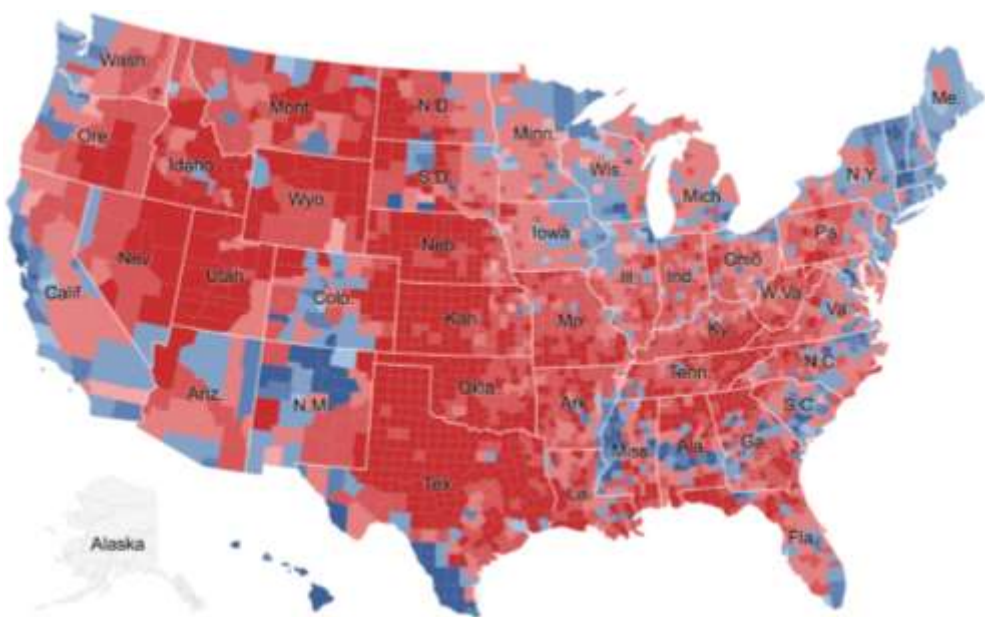 Wash.
Me.
Mont.
N.D.
Minn.
Ore.
Idaho
S.D.
Wis.
N.Y.
Mich.
Wyo.
Iowa
Pa.
Neb.
Nev.
Utah
Ill.
Ind.
Ohio
Calif.
Colo.
W.Va.
Va.
Kan.
Mo.
Ky.
N.C.
Tenn.
Okla.
Ariz.
N.M.
Ark.
S.C.
Miss.
Ala.
Ga.
Tex.
La.
Fla.
Alaska